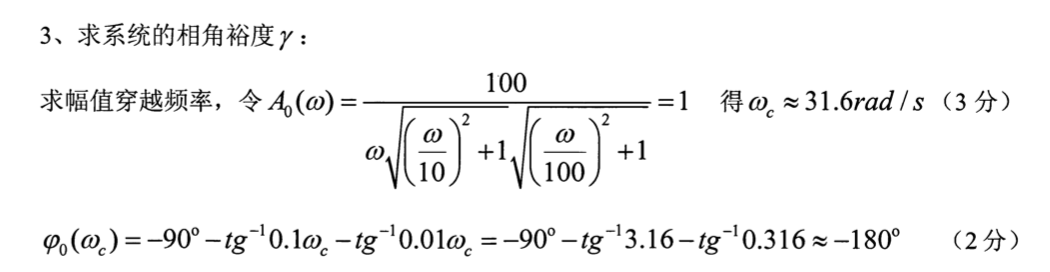 3、求系统的相角裕度 γ：
求幅值穿越频率，令 A₀(ω) = 100 / (ω√((ω/10)² + 1) √((ω/100)² + 1)) = 1 得 ω_c ≈ 31.6rad / s （3 分）
φ₀(ω_c) = −90° − tg⁻¹0.1ω_c − tg⁻¹0.01ω_c = −90° − tg⁻¹3.16 − tg⁻¹0.316 ≈ −180° （2 分）